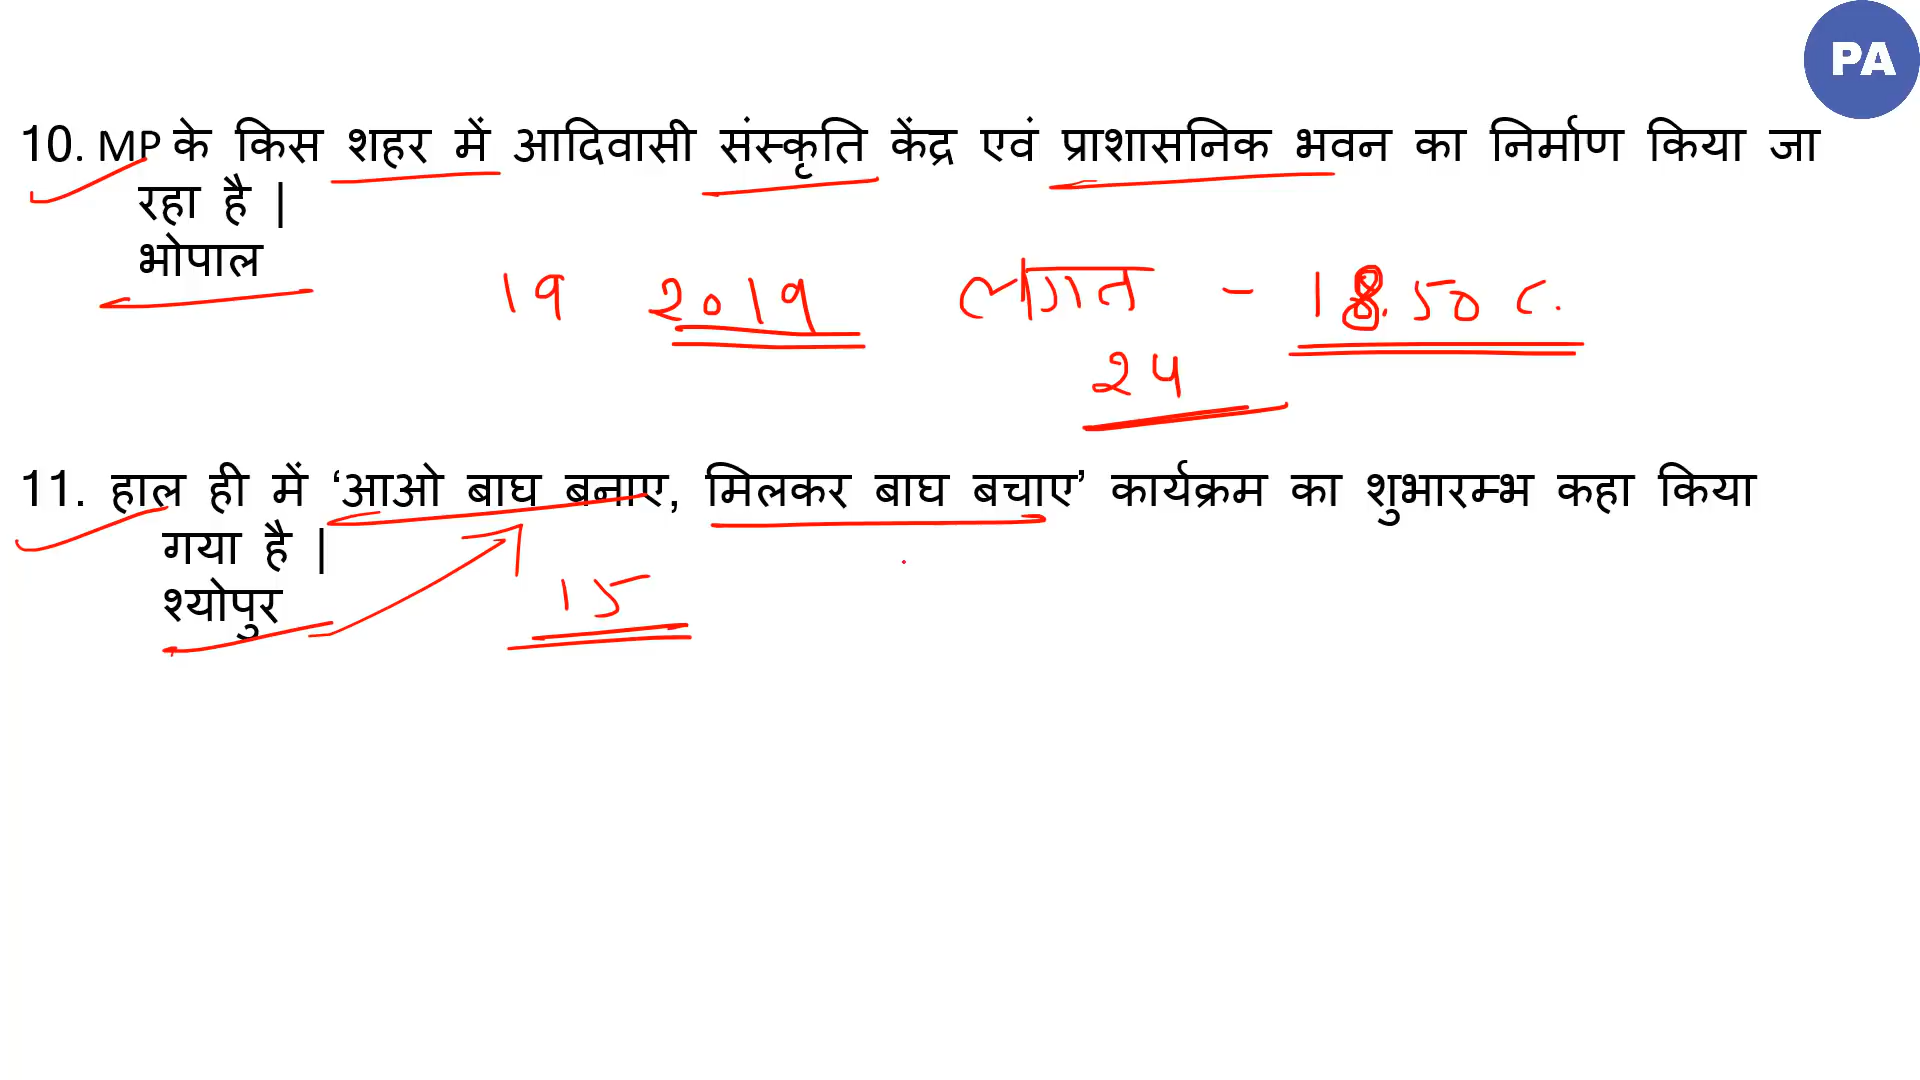 PA
10. MP के किस शहर में आदिवासी संस्कृति केंद्र एवं प्राशासनिक भवन का निर्माण किया जा
रहा है |
भोपाल
19 2019 लागत - 18.50 c.
24
11. हाल ही में ‘आओ बाघ बनाए, मिलकर बाघ बचाए’ कार्यक्रम का शुभारम्भ कहा किया
गया है |
श्योपुर
15